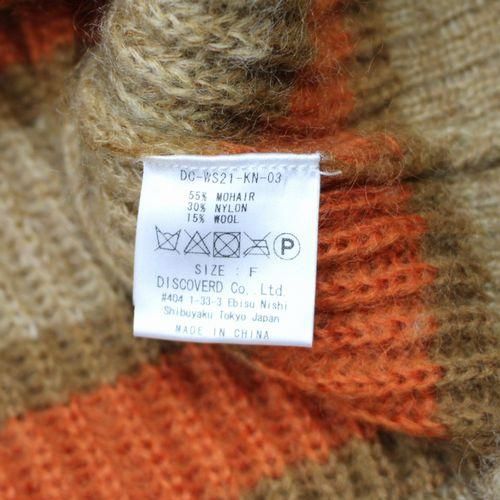 DC-WS21-KN-03
55% MOHAIR
30% NYLON
15% WOOL
P
SIZE : F
DISCOVERD Co.,Ltd.
#404 1-33-3 Ebisu Nishi
Shibuyaku Tokyo Japan
MADE IN CHINA